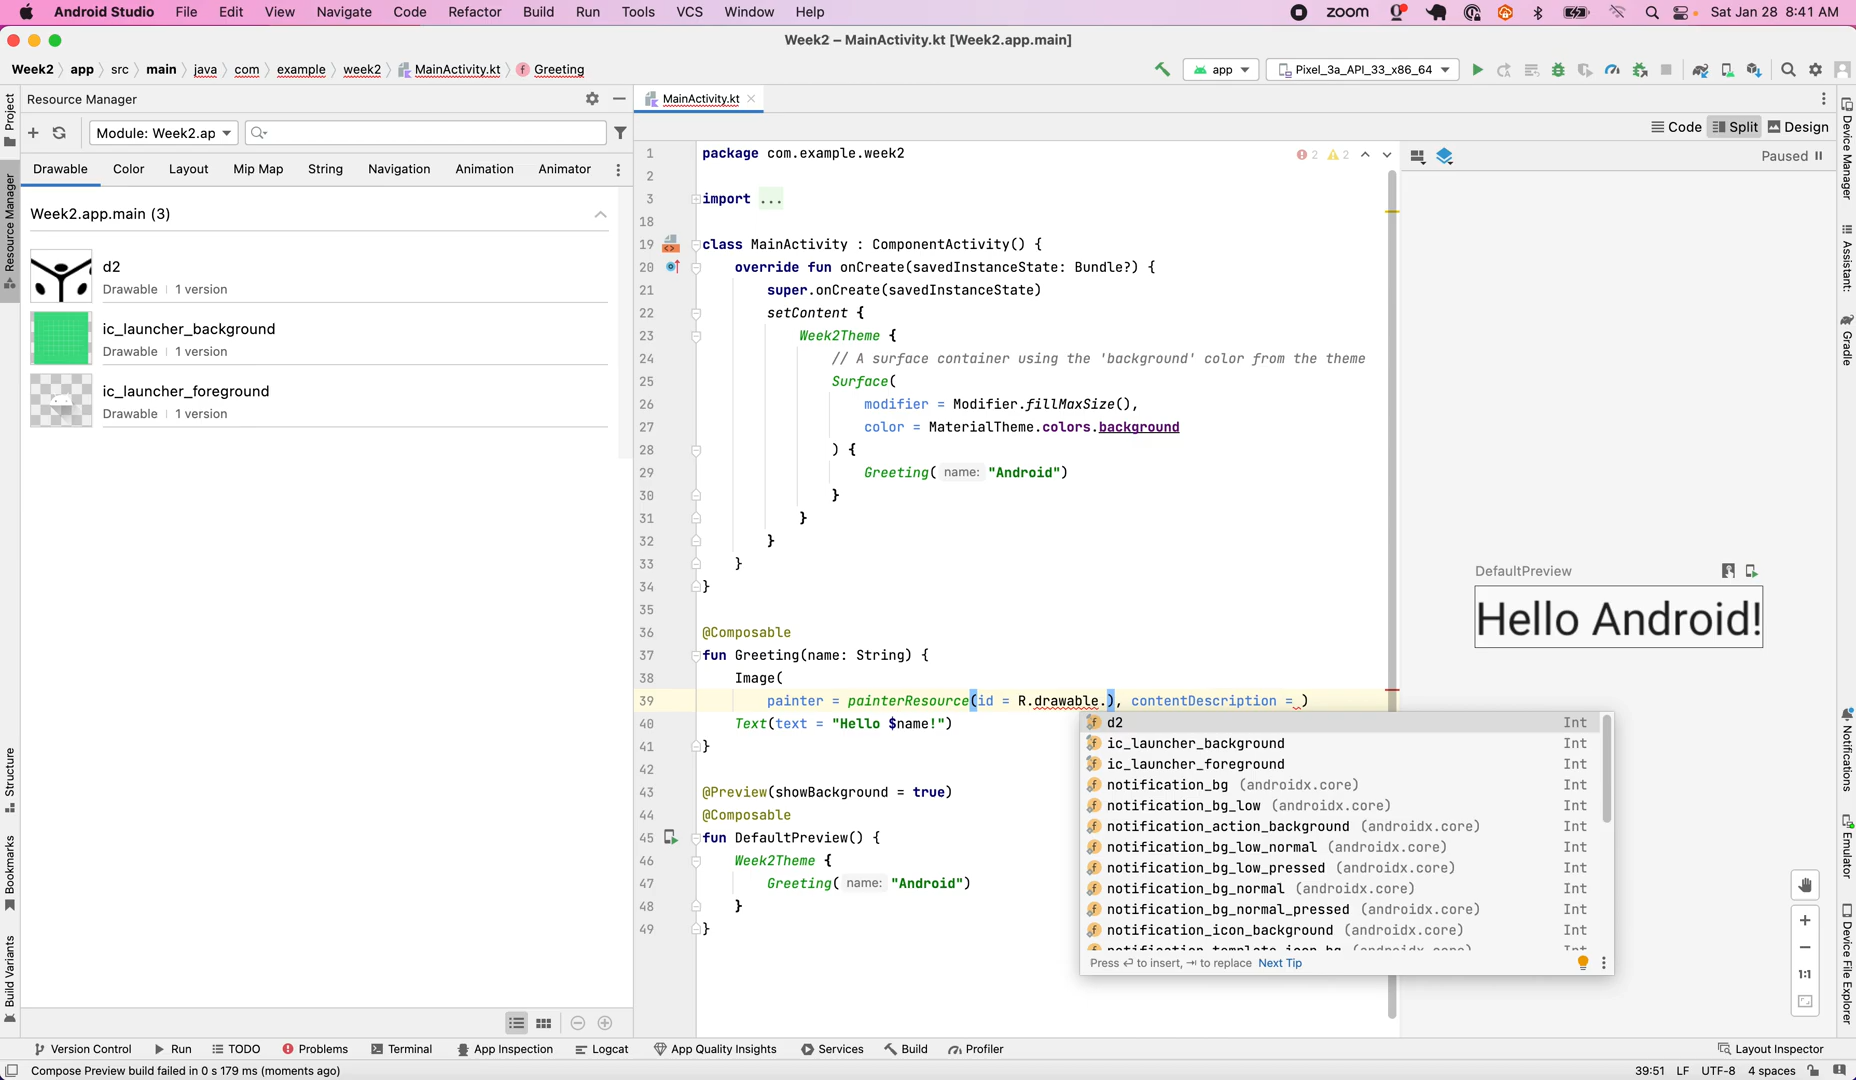 Android Studio File Edit View Navigate Code Refactor Build Run Tools VCS Window Help zoom Sat Jan 28 8:41 AM
Week2 – MainActivity.kt [Week2.app.main]
Week2 app src main java com example week2 MainActivity.kt Greeting app Pixel_3a_API_33_x86_64
Resource Manager
MainActivity.kt
Module: Week2.ap
Code Split Design
Drawable Color Layout Mip Map String Navigation Animation Animator
Week2.app.main (3)
d2
Drawable | 1 version
ic_launcher_background
Drawable | 1 version
ic_launcher_foreground
Drawable | 1 version
1 package com.example.week2
2
3 import ...
18
19 class MainActivity : ComponentActivity() {
20 override fun onCreate(savedInstanceState: Bundle?) {
21 super.onCreate(savedInstanceState)
22 setContent {
23 Week2Theme {
24 // A surface container using the 'background' color from the theme
25 Surface(
26 modifier = Modifier.fillMaxSize(),
27 color = MaterialTheme.colors.background
28 ) {
29 Greeting( name: "Android")
30 }
31 }
32 }
33 }
34 }
35
36 @Composable
37 fun Greeting(name: String) {
38 Image(
39 painter = painterResource(id = R.drawable.), contentDescription = )
40 Text(text = "Hello $name!")
41 }
42
43 @Preview(showBackground = true)
44 @Composable
45 fun DefaultPreview() {
46 Week2Theme {
47 Greeting( name: "Android")
48 }
49 }
2 2
d2 Int
ic_launcher_background Int
ic_launcher_foreground Int
notification_bg (androidx.core) Int
notification_bg_low (androidx.core) Int
notification_action_background (androidx.core) Int
notification_bg_low_normal (androidx.core) Int
notification_bg_low_pressed (androidx.core) Int
notification_bg_normal (androidx.core) Int
notification_bg_normal_pressed (androidx.core) Int
notification_icon_background (androidx.core) Int
notification_template_icon_bg (androidx.core) Int
Press ⏎ to insert, ⇥ to replace Next Tip
Paused
DefaultPreview
Hello Android!
1:1
Project
Resource Manager
Structure
Bookmarks
Build Variants
Device Manager
Assistant:
Gradle
Notifications
Emulator
Device File Explorer
Version Control Run TODO Problems Terminal App Inspection Logcat App Quality Insights Services Build Profiler Layout Inspector
Compose Preview build failed in 0 s 179 ms (moments ago) 39:51 LF UTF-8 4 spaces